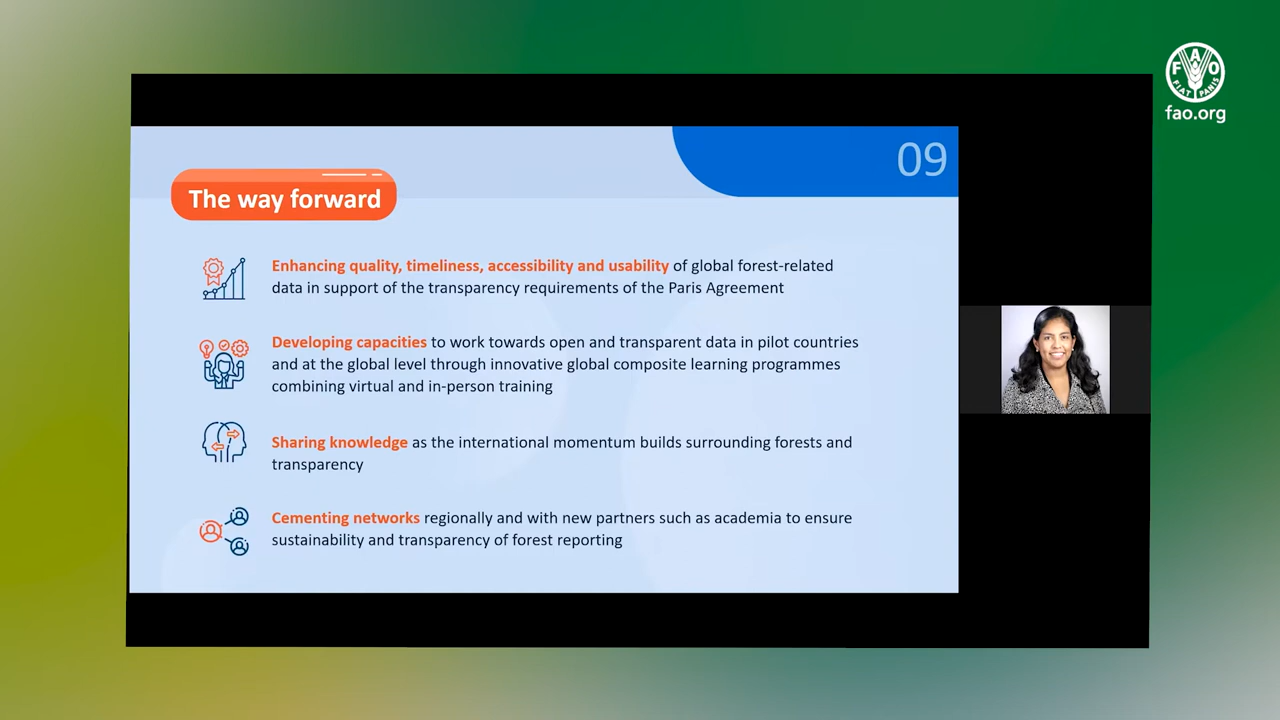 FAO
FIAT PANIS
fao.org
09
The way forward
Enhancing quality, timeliness, accessibility and usability of global forest-related
data in support of the transparency requirements of the Paris Agreement
Developing capacities to work towards open and transparent data in pilot countries
and at the global level through innovative global composite learning programmes
combining virtual and in-person training
Sharing knowledge as the international momentum builds surrounding forests and
transparency
Cementing networks regionally and with new partners such as academia to ensure
sustainability and transparency of forest reporting